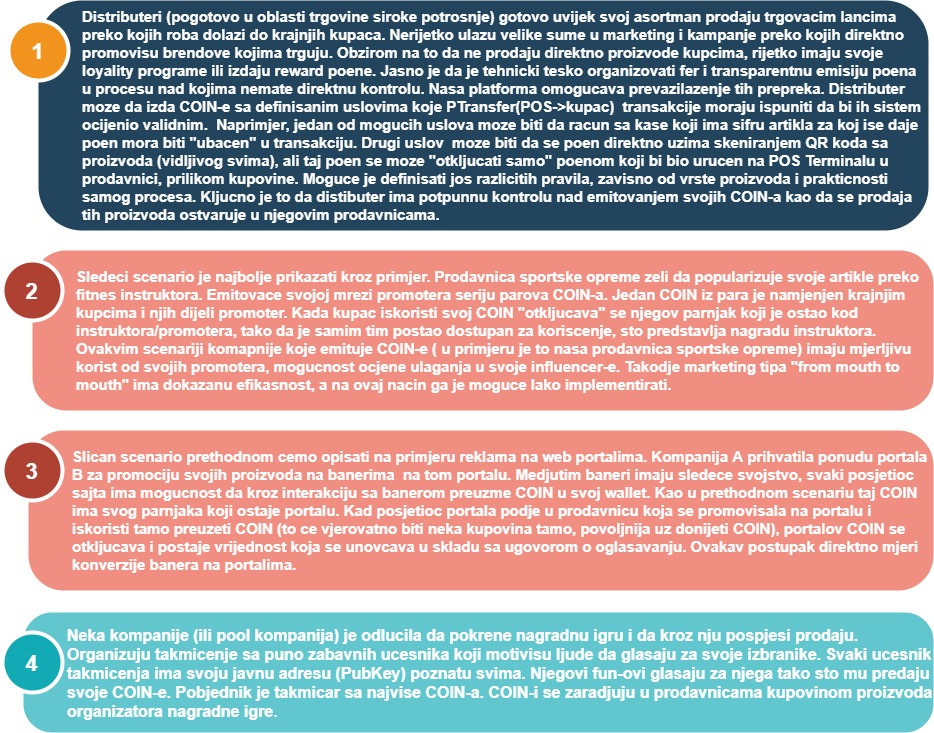 1
Distributeri (pogotovo u oblasti trgovine siroke potrosnje) gotovo uvijek svoj asortman prodaju trgovacim lancima
preko kojih roba dolazi do krajnjih kupaca. Nerijetko ulazu velike sume u marketing i kampanje preko kojih direktno
promovisu brendove kojima trguju. Obzirom na to da ne prodaju direktno proizvode kupcima, rijetko imaju svoje
loyality programe ili izdaju reward poene. Jasno je da je tehnicki tesko organizovati fer i transparentnu emisiju poena
u procesu nad kojima nemate direktnu kontrolu. Nasa platforma omogucava prevazilazenje tih prepreka. Distributer
moze da izda COIN-e sa definisanim uslovima koje PTransfer(POS->kupac)  transakcije moraju ispuniti da bi ih sistem
ocijenio validnim.  Naprimjer, jedan od mogucih uslova moze biti da racun sa kase koji ima sifru artikla za koj ise daje
poen mora biti "ubacen" u transakciju. Drugi uslov  moze biti da se poen direktno uzima skeniranjem QR koda sa
proizvoda (vidljivog svima), ali taj poen se moze "otkljucati samo" poenom koji bi bio urucen na POS Terminalu u
prodavnici, prilikom kupovine. Moguce je definisati jos razlicitih pravila, zavisno od vrste proizvoda i prakticnosti
samog procesa. Kljucno je to da distibuter ima potpunnu kontrolu nad emitovanjem svojih COIN-a kao da se prodaja
tih proizvoda ostvaruje u njegovim prodavnicama.
2
Sledeci scenario je najbolje prikazati kroz primjer. Prodavnica sportske opreme zeli da popularizuje svoje artikle preko
fitnes instruktora. Emitovace svojoj mrezi promotera seriju parova COIN-a. Jedan COIN iz para je namjenjen krajnjim
kupcima i njih dijeli promoter. Kada kupac iskoristi svoj COIN "otkljucava" se njegov parnjak koji je ostao kod
instruktora/promotera, tako da je samim tim postao dostupan za koriscenje, sto predstavlja nagradu instruktora.
Ovakvim scenariji komapnije koje emituje COIN-e ( u primjeru je to nasa prodavnica sportske opreme) imaju mjerljivu
korist od svojih promotera, mogucnost ocjene ulaganja u svoje influencer-e. Takodje marketing tipa "from mouth to
mouth" ima dokazanu efikasnost, a na ovaj nacin ga je moguce lako implementirati.
3
Slican scenario prethodnom cemo opisati na primjeru reklama na web portalima. Kompanija A prihvatila ponudu portala
B za promociju svojih proizvoda na banerima  na tom portalu. Medjutim baneri imaju sledece svojstvo, svaki posjetioc
sajta ima mogucnost da kroz interakciju sa banerom preuzme COIN u svoj wallet. Kao u prethodnom scenariu taj COIN
ima svog parnjaka koji ostaje portalu. Kad posjetioc portala podje u prodavnicu koja se promovisala na portalu i
iskoristi tamo preuzeti COIN (to ce vjerovatno biti neka kupovina tamo, povoljnija uz donijeti COIN), portalov COIN se
otkljucava i postaje vrijednost koja se unovcava u skladu sa ugovorom o oglasavanju. Ovakav postupak direktno mjeri
konverzije banera na portalima.
4
Neka kompanije (ili pool kompanija) je odlucila da pokrene nagradnu igru i da kroz nju pospjesi prodaju.
Organizuju takmicenje sa puno zabavnih ucesnika koji motivisu ljude da glasaju za svoje izbranike. Svaki ucesnik
takmicenja ima svoju javnu adresu (PubKey) poznatu svima. Njegovi fun-ovi glasaju za njega tako sto mu predaju
svoje COIN-e. Pobjednik je takmicar sa najvise COIN-a. COIN-i se zaradjuju u prodavnicama kupovinom proizvoda
organizatora nagradne igre.